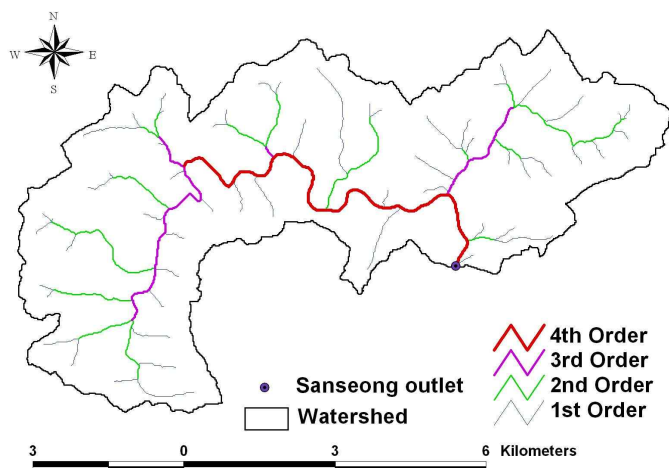 N
W E
S
4th Order
3rd Order
2nd Order
1st Order
Sanseong outlet
Watershed
3 0 3 6 Kilometers